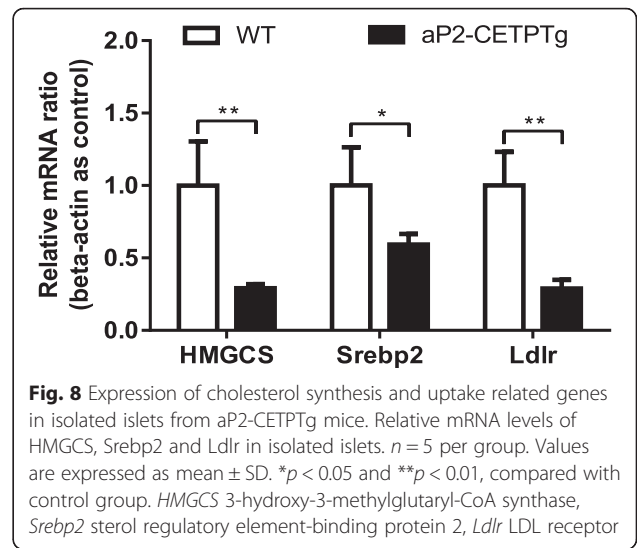 2.0
WT
aP2-CETPTg
1.5
1.0
0.5
0.0
Relative mRNA ratio
(beta-actin as control)
**
*
**
HMGCS
Srebp2
Ldlr
Fig. 8 Expression of cholesterol synthesis and uptake related genes
in isolated islets from aP2-CETPTg mice. Relative mRNA levels of
HMGCS, Srebp2 and Ldlr in isolated islets. n = 5 per group. Values
are expressed as mean ± SD. *p < 0.05 and **p < 0.01, compared with
control group. HMGCS 3-hydroxy-3-methylglutaryl-CoA synthase,
Srebp2 sterol regulatory element-binding protein 2, Ldlr LDL receptor